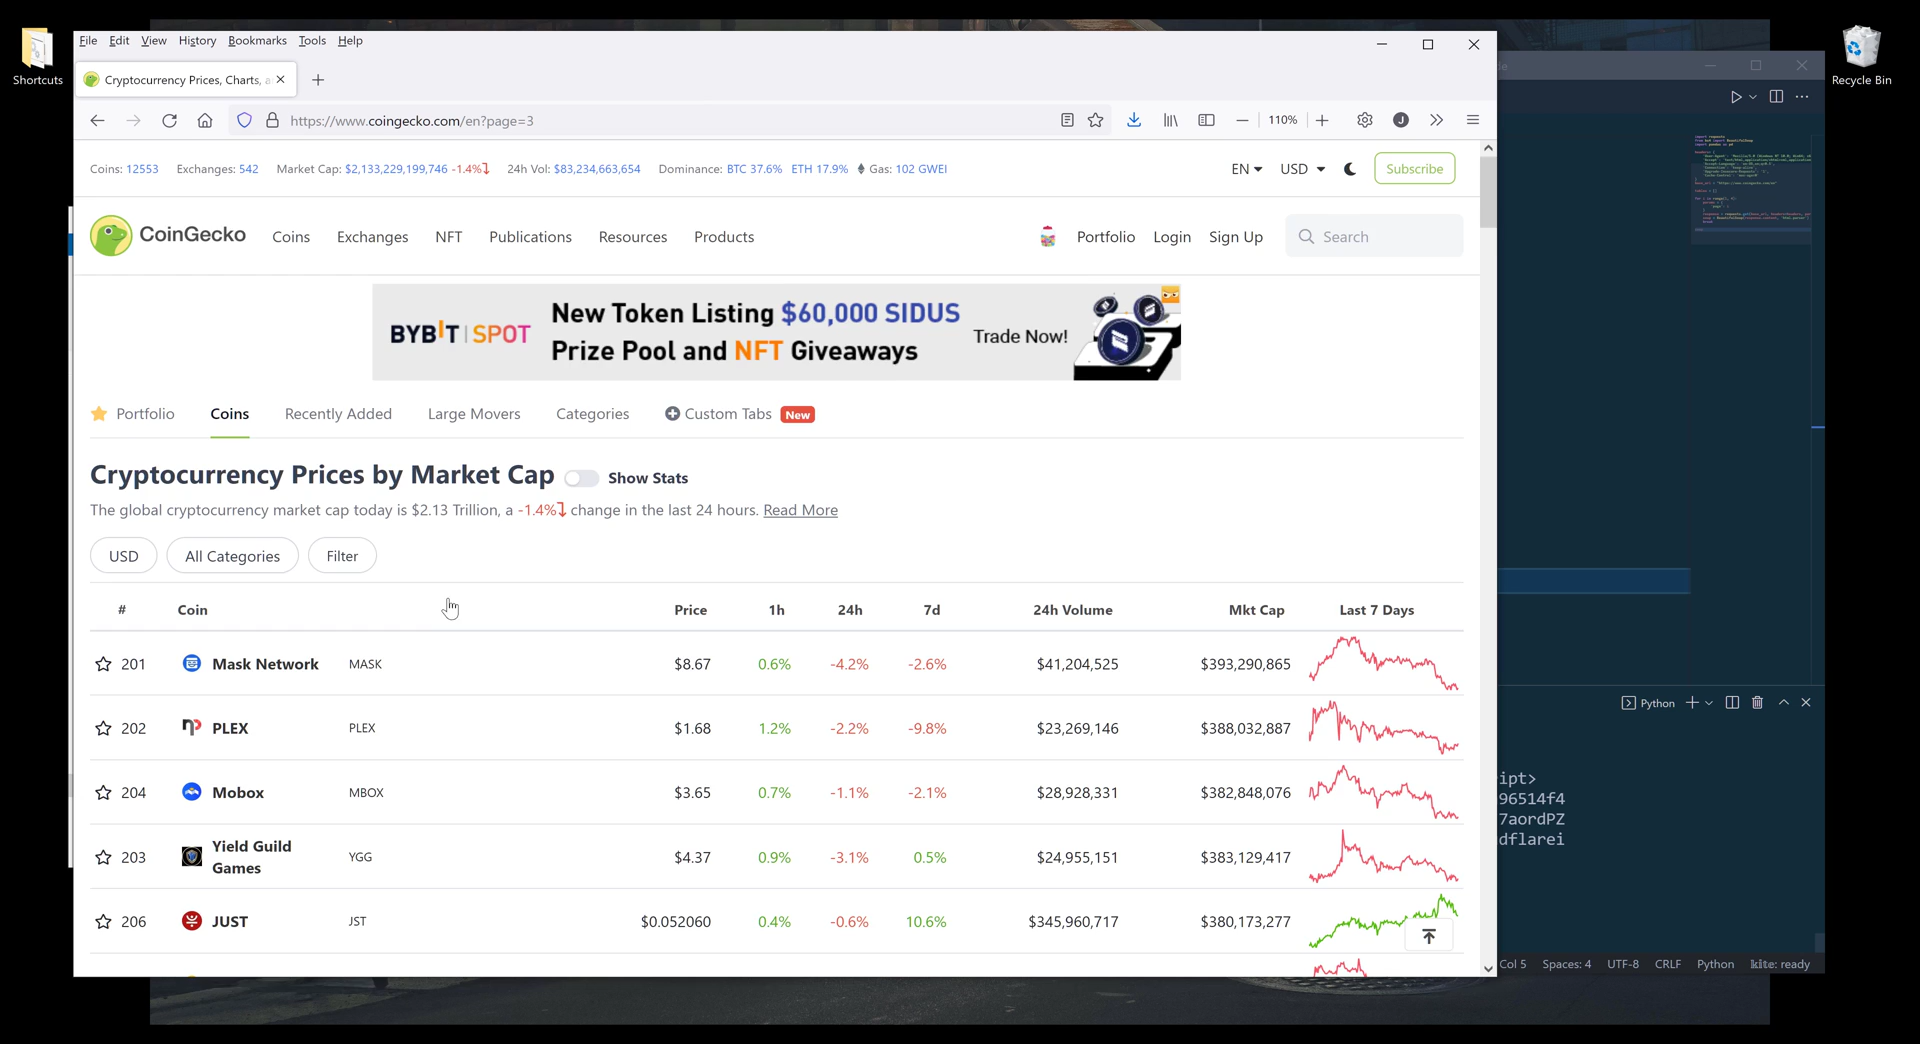 Shortcuts
Recycle Bin
File Edit View History Bookmarks Tools Help
Cryptocurrency Prices, Charts, a
https://www.coingecko.com/en?page=3
110%
J
Coins: 12553 Exchanges: 542 Market Cap: $2,133,229,199,746 -1.4% 24h Vol: $83,234,663,654 Dominance: BTC 37.6% ETH 17.9% Gas: 102 GWEI
EN USD Subscribe
CoinGecko Coins Exchanges NFT Publications Resources Products
Portfolio Login Sign Up Search
BYBIT | SPOT
New Token Listing $60,000 SIDUS
Prize Pool and NFT Giveaways
Trade Now!
Portfolio Coins Recently Added Large Movers Categories Custom Tabs New
Cryptocurrency Prices by Market Cap Show Stats
The global cryptocurrency market cap today is $2.13 Trillion, a -1.4% change in the last 24 hours. Read More
USD All Categories Filter
# Coin Price 1h 24h 7d 24h Volume Mkt Cap Last 7 Days
201 Mask Network MASK $8.67 0.6% -4.2% -2.6% $41,204,525 $393,290,865
202 PLEX PLEX $1.68 1.2% -2.2% -9.8% $23,269,146 $388,032,887
204 Mobox MBOX $3.65 0.7% -1.1% -2.1% $28,928,331 $382,848,076
203 Yield Guild Games YGG $4.37 0.9% -3.1% 0.5% $24,955,151 $383,129,417
206 JUST JST $0.052060 0.4% -0.6% 10.6% $345,960,717 $380,173,277
Python
ipt>
96514f4
7aordPZ
dflarei
Col 5 Spaces: 4 UTF-8 CRLF Python kite: ready